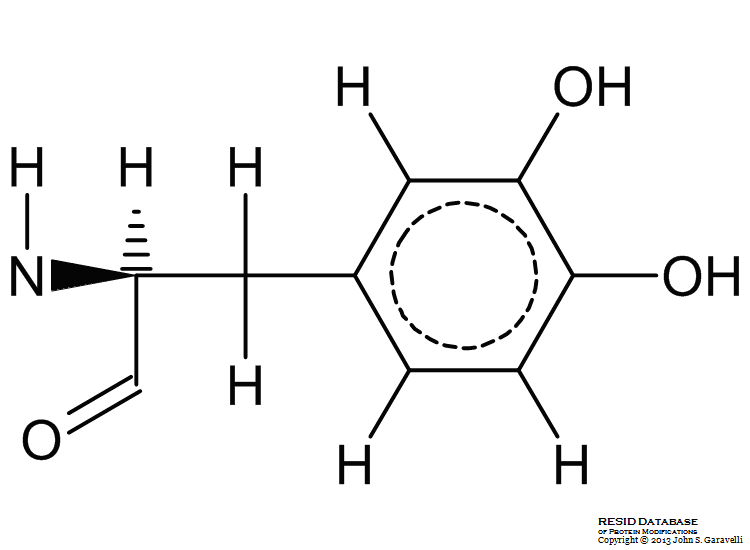 H OH
H H H
N OH
H
O
H H
RESID DATABASE
OF PROTEIN MODIFICATIONS
Copyright © 2013 John S. Garavelli